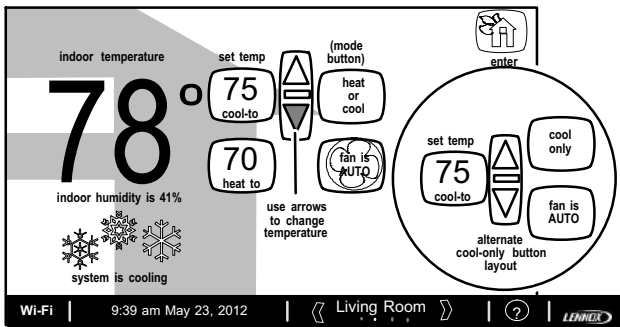 indoor temperature
78°
indoor humidity is 41%
system is cooling
set temp
75
cool-to
70
heat to
(mode
button)
heat
or
cool
fan is
AUTO
use arrows
to change
temperature
enter
set temp
75
cool-to
cool
only
fan is
AUTO
alternate
cool-only button
layout
Wi-Fi | 9:39 am May 23, 2012 | Living Room | ? | LENNOX